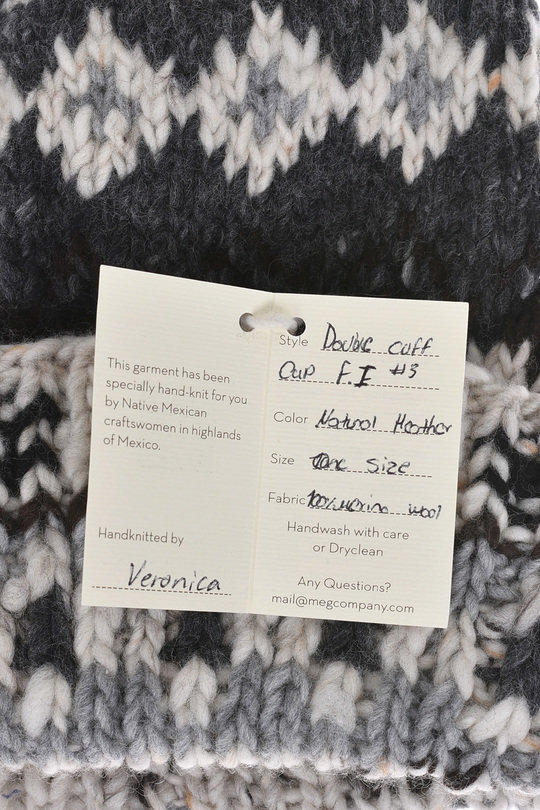 This garment has been
specially hand-knit for you
by Native Mexican
craftswomen in highlands
of Mexico.
Handknitted by
Veronica
Style Double cuff
Cap F.I #3
Color Natural Heather
Size One size
Fabric 100% merino wool
Handwash with care
or Dryclean
Any Questions?
mail@megcompany.com